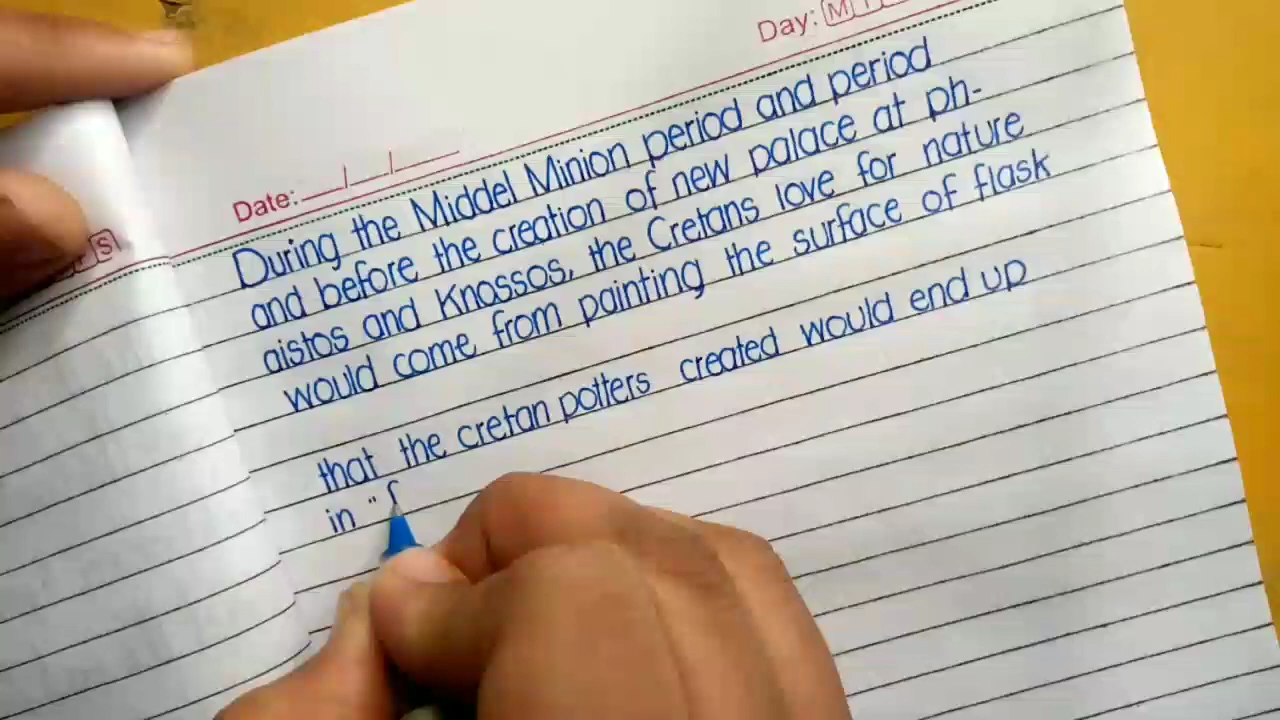 Day: M T
Date:
During the Middel Minion period and period
and before the creation of new palace at ph-
aistos and Knossos, the Cretans love for nature
would come from painting the surface of flask
that the cretan potters created would end up
in "f
S